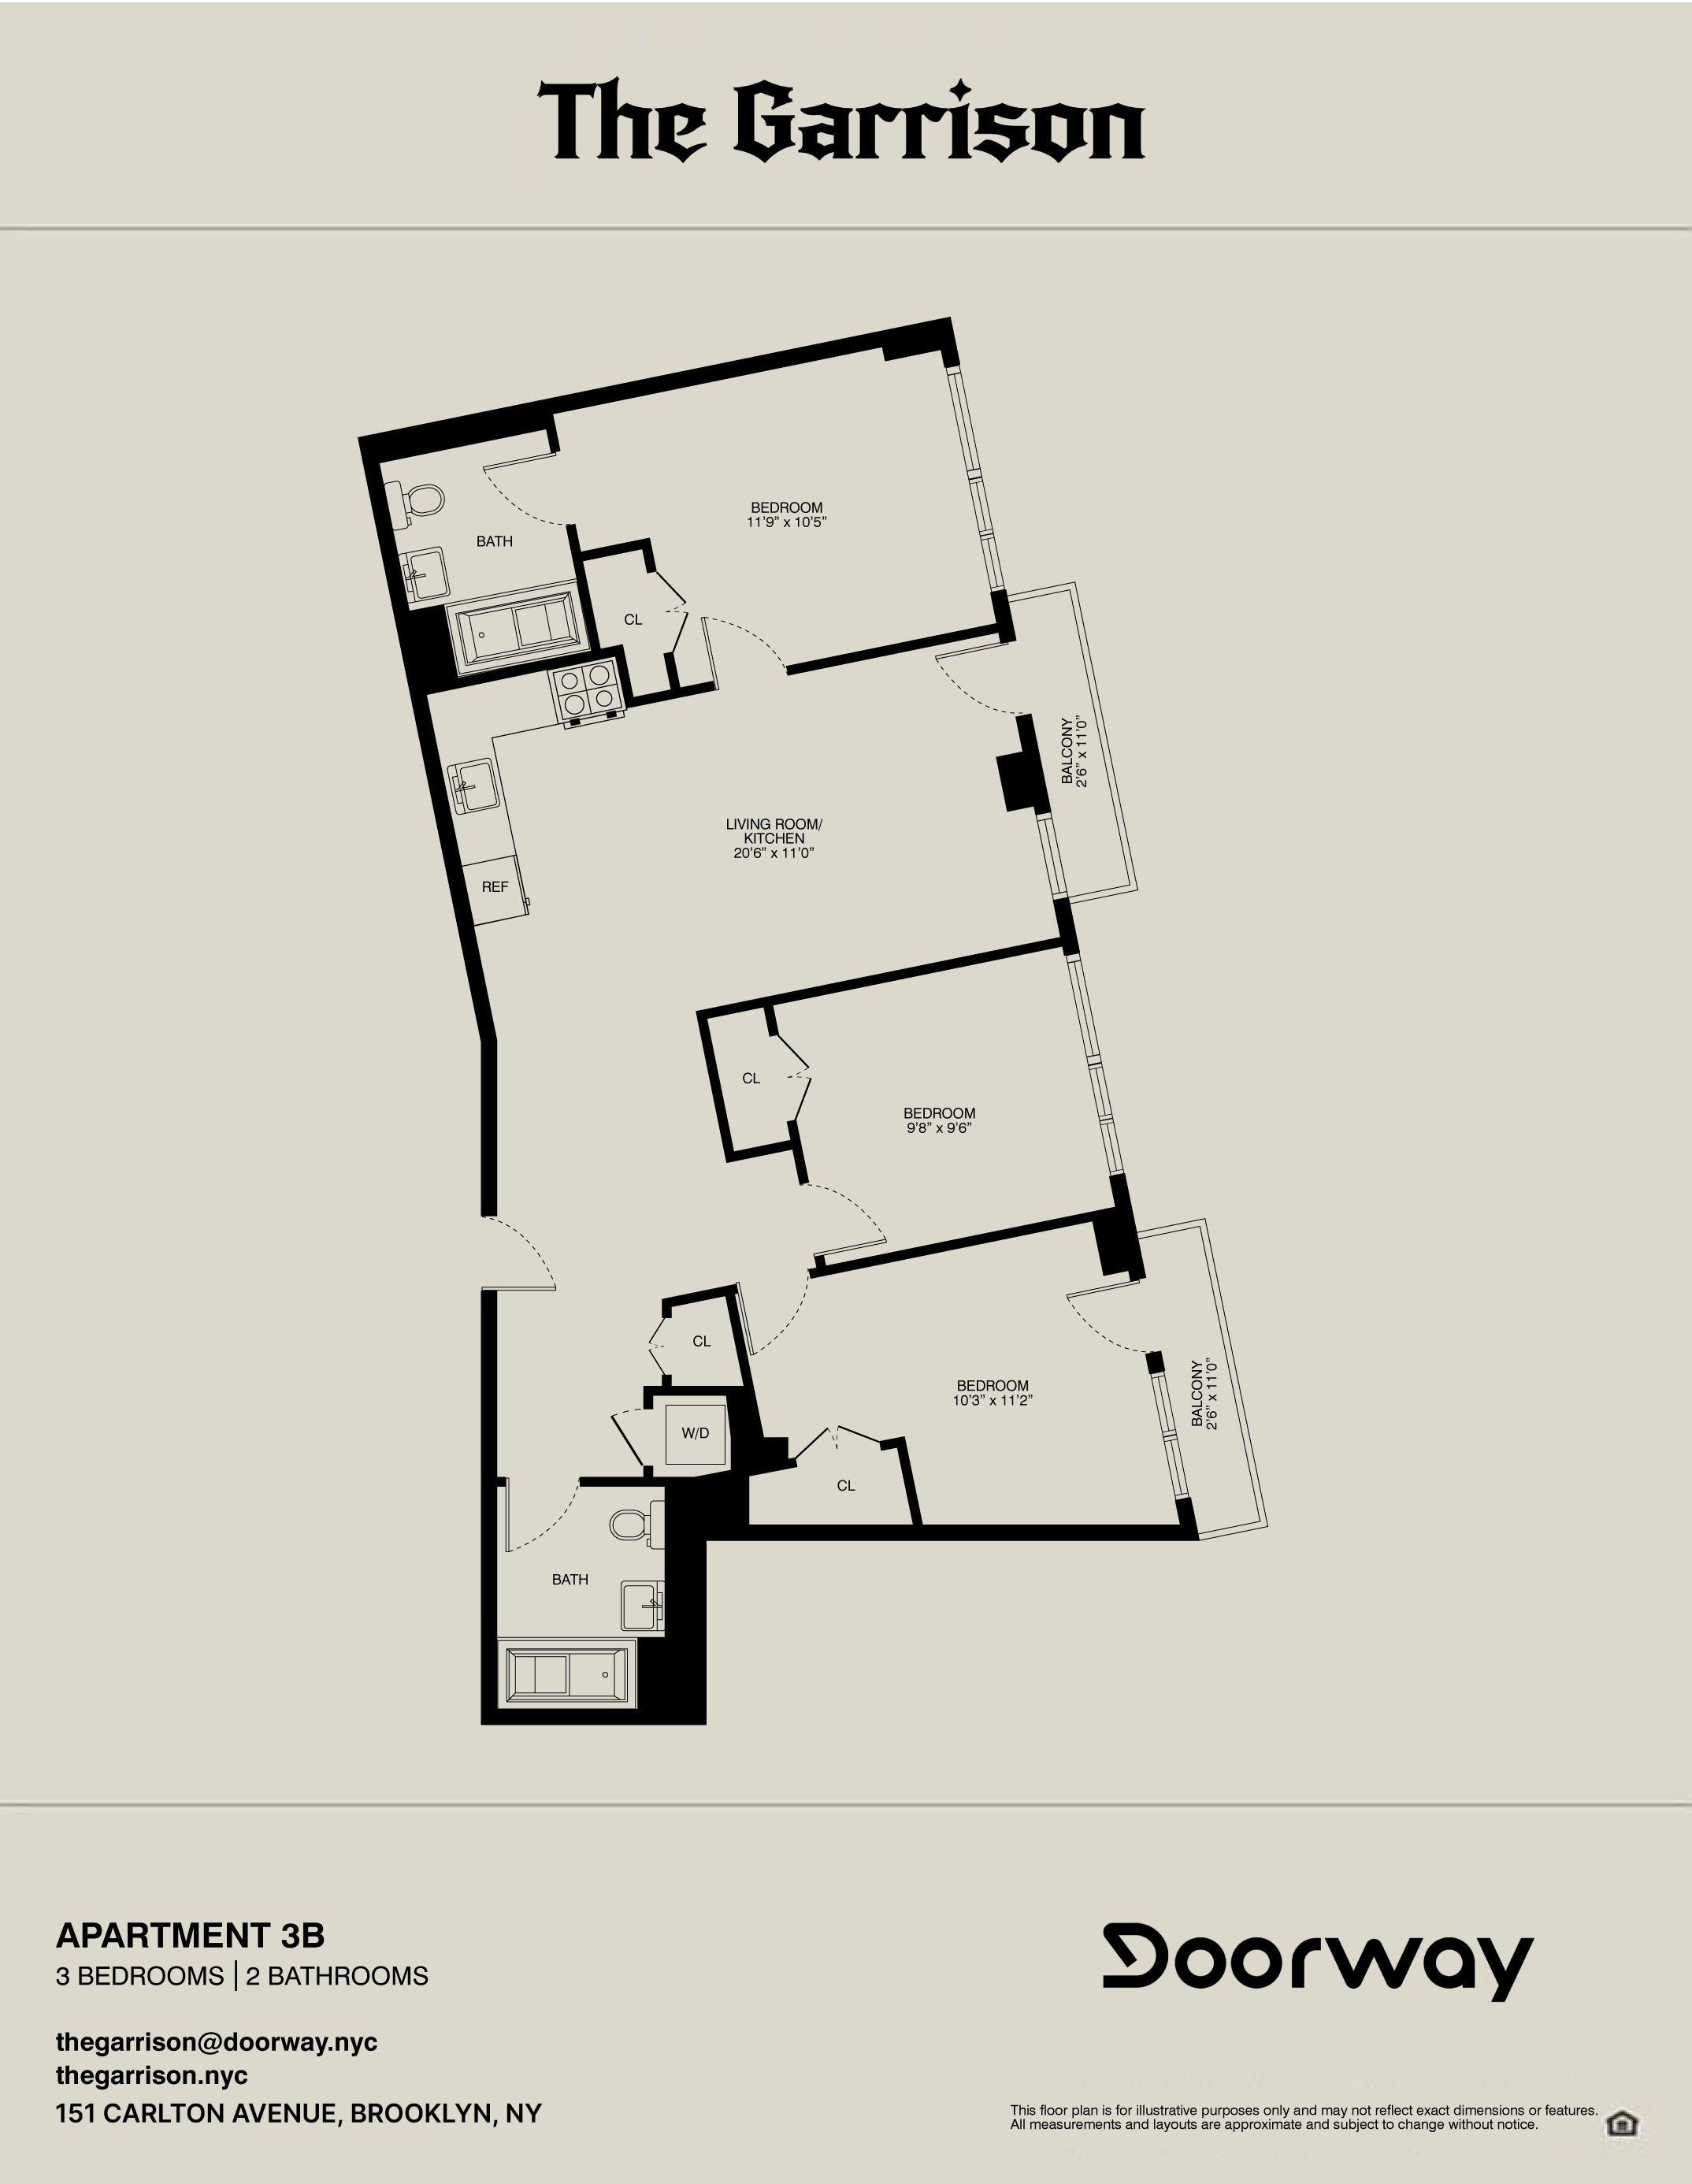 The Garrison
BEDROOM
11’9” x 10’5”
BATH
CL
BALCONY
2’6” x 11’0”
LIVING ROOM/
KITCHEN
20’6” x 11’0”
REF
CL
BEDROOM
9’8” x 9’6”
CL
BEDROOM
10’3” x 11’2”
BALCONY
2’6” x 11’0”
W/D
CL
BATH
APARTMENT 3B
3 BEDROOMS | 2 BATHROOMS
thegarrison@doorway.nyc
thegarrison.nyc
151 CARLTON AVENUE, BROOKLYN, NY
Doorway
This floor plan is for illustrative purposes only and may not reflect exact dimensions or features.
All measurements and layouts are approximate and subject to change without notice.